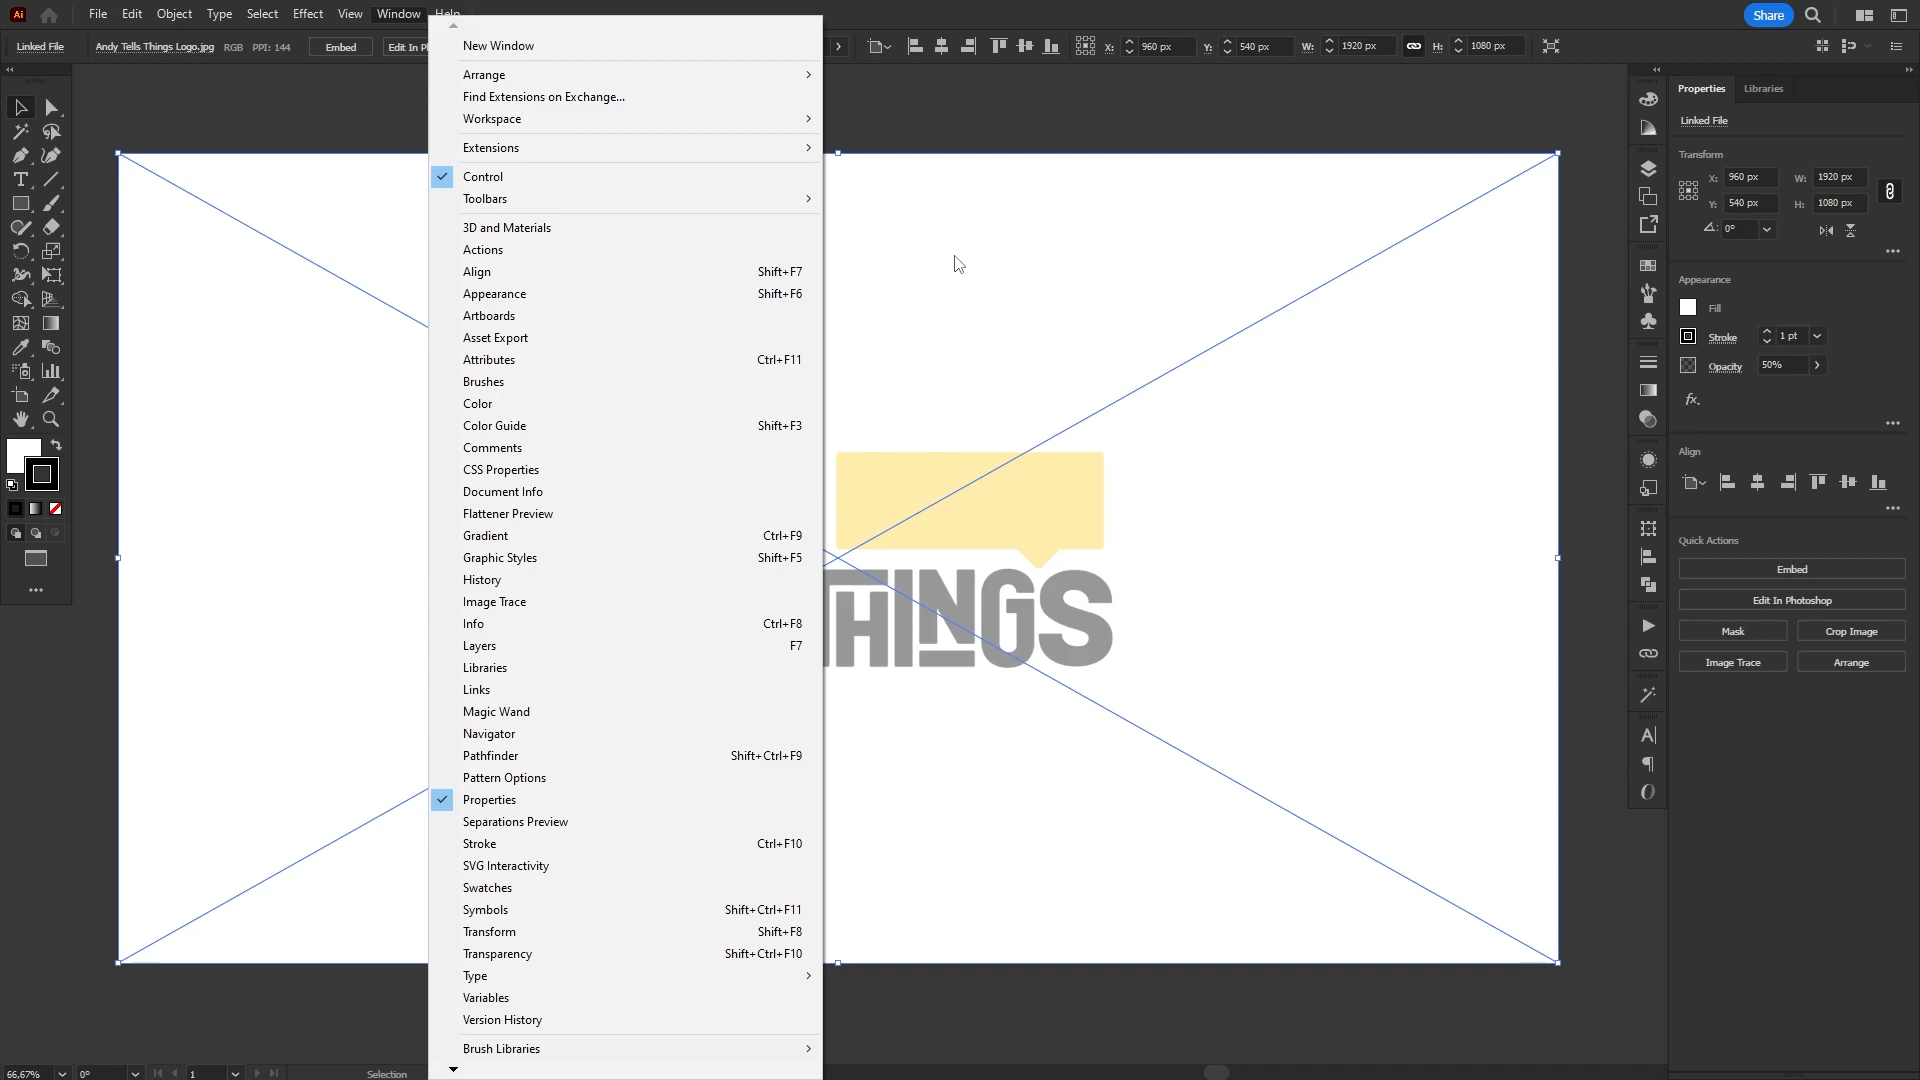 Ai File Edit Object Type Select Effect View Window Help Share
Linked File Andy Tells Things Logo.jpg RGB PPI: 144 Embed Edit In P X: 960 px Y: 540 px W: 1920 px H: 1080 px
New Window
Arrange
Find Extensions on Exchange...
Workspace
Extensions
Control
Toolbars
3D and Materials
Actions
Align Shift+F7
Appearance Shift+F6
Artboards
Asset Export
Attributes Ctrl+F11
Brushes
Color
Color Guide Shift+F3
Comments
CSS Properties
Document Info
Flattener Preview
Gradient Ctrl+F9
Graphic Styles Shift+F5
History
Image Trace
Info Ctrl+F8
Layers F7
Libraries
Links
Magic Wand
Navigator
Pathfinder Shift+Ctrl+F9
Pattern Options
Properties
Separations Preview
Stroke Ctrl+F10
SVG Interactivity
Swatches
Symbols Shift+Ctrl+F11
Transform Shift+F8
Transparency Shift+Ctrl+F10
Type
Variables
Version History
Brush Libraries
THINGS
Properties Libraries
Linked File
Transform
X: 960 px W: 1920 px
Y: 540 px H: 1080 px
0°
Appearance
Fill
Stroke 1 pt
Opacity 50%
fx.
Align
Quick Actions
Embed
Edit In Photoshop
Mask Crop Image
Image Trace Arrange
66,67% 0° 1 Selection